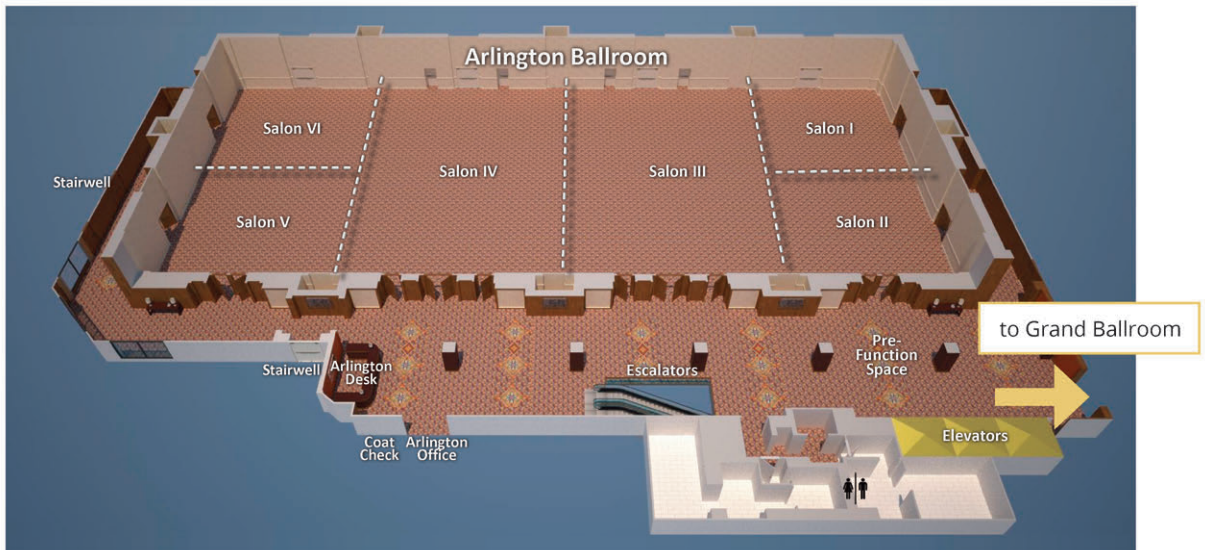 Arlington Ballroom
Salon VI
Salon I
Salon IV
Salon III
Stairwell
Salon V
Salon II
to Grand Ballroom
Pre-
Function
Space
Stairwell
Arlington
Desk
Escalators
Coat
Check
Arlington
Office
Elevators